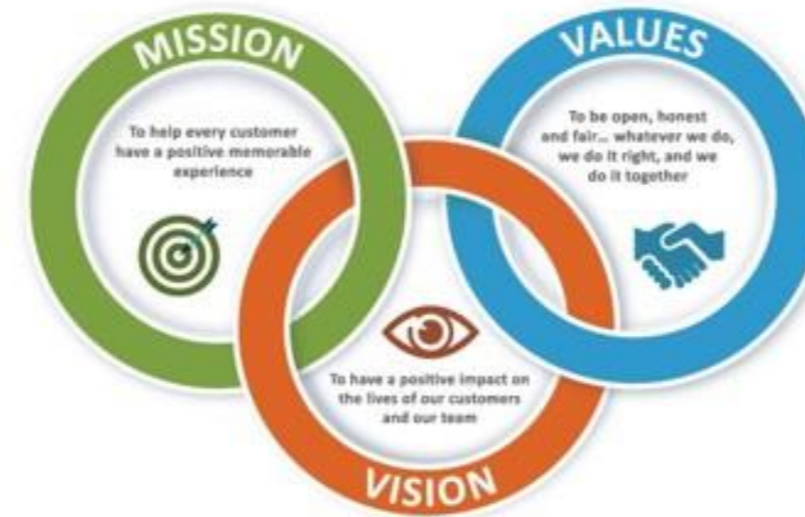 MISSION
To help every customer
have a positive memorable
experience
VALUES
To be open, honest
and fair... whatever we do,
we do it right, and we
do it together
To have a positive impact on
the lives of our customers
and our team
VISION